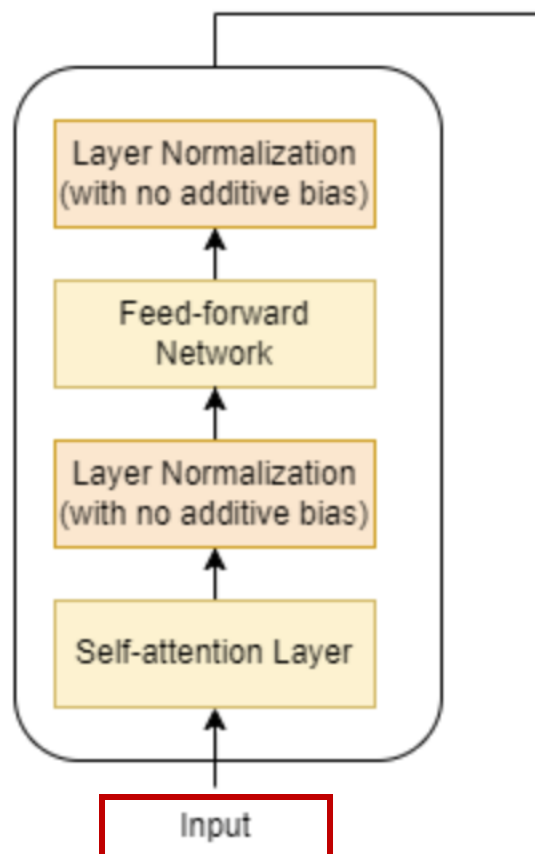 Layer Normalization
(with no additive bias)
Feed-forward
Network
Layer Normalization
(with no additive bias)
Self-attention Layer
Input